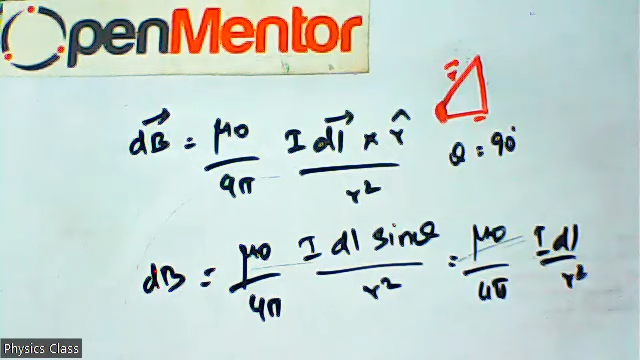 OpenMentor
r⃗
dB⃗ = μ0/4π I dl⃗ × r̂/r²
θ = 90°
dB = μ0/4π I dl sinθ/r² = μ0/4π I dl/r²
Physics Class